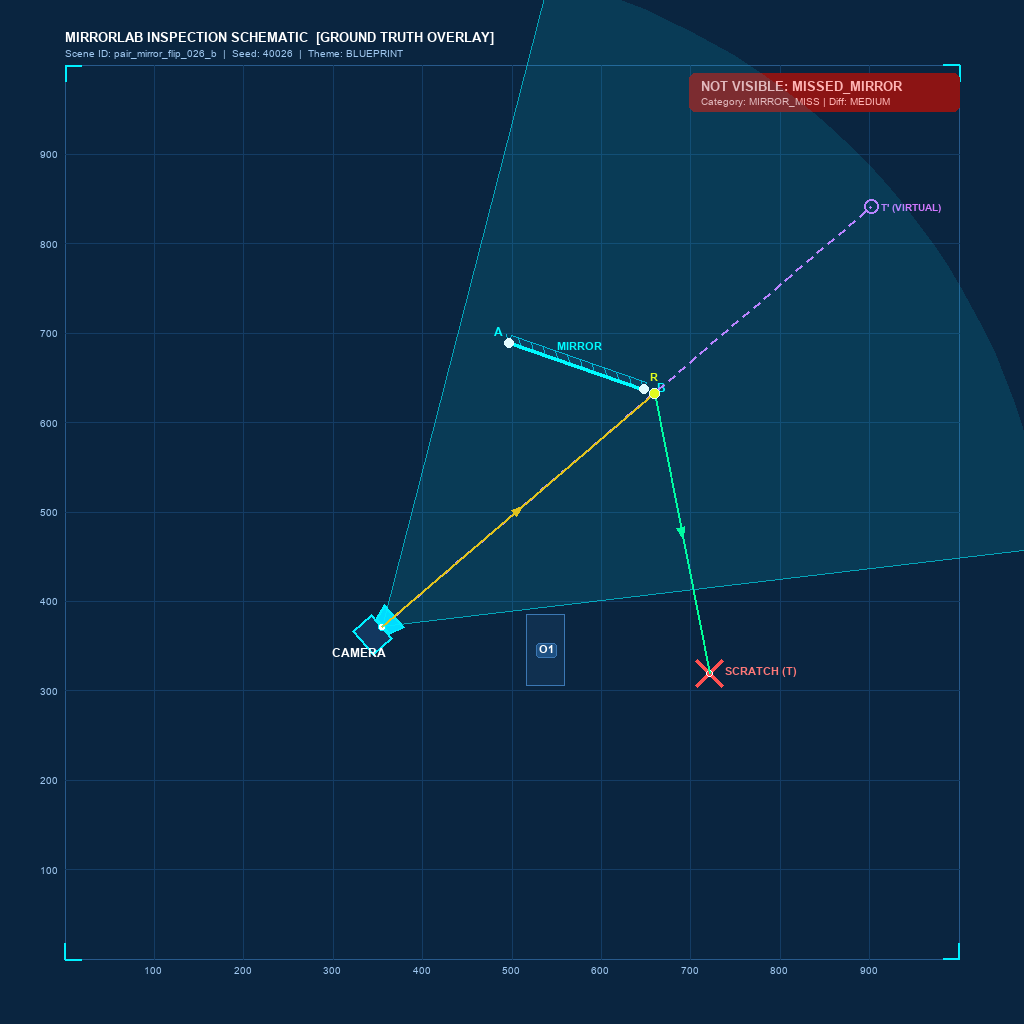 MIRRORLAB INSPECTION SCHEMATIC [GROUND TRUTH OVERLAY]
Scene ID: pair_mirror_flip_026_b | Seed: 40026 | Theme: BLUEPRINT
NOT VISIBLE: MISSED_MIRROR
Category: MIRROR_MISS | Diff: MEDIUM
900
T' (VIRTUAL)
800
A
700
MIRROR
R
B
600
500
400
CAMERA
O1
SCRATCH (T)
300
200
100
100 200 300 400 500 600 700 800 900